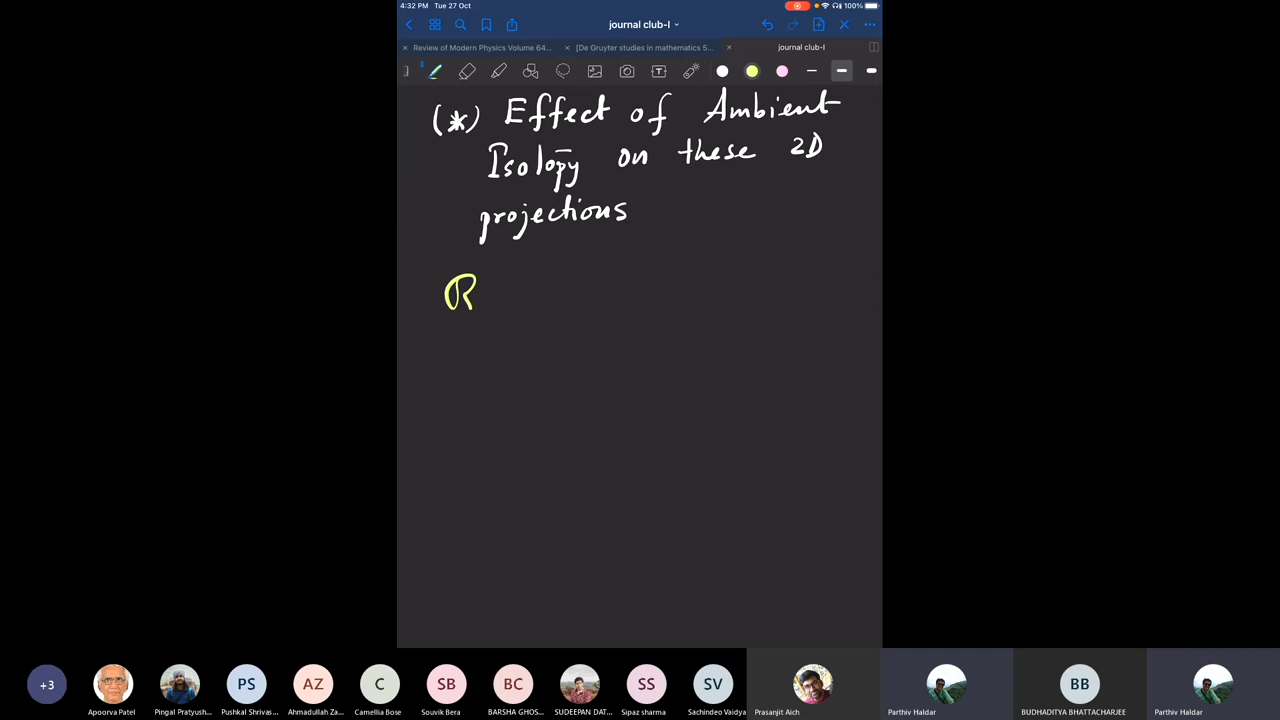 4:32 PM Tue 27 Oct
100%
journal club-I
Review of Modern Physics Volume 64...
[De Gruyter studies in mathematics 5...
journal club-I
(*) Effect of Ambient
Isotopy on these 2D
projections
R
+3
PS
AZ
C
SB
BC
SS
SV
BB
Apoorva Patel
Pingal Pratyush...
Pushkal Shrivas...
Ahmadullah Za...
Camellia Bose
Souvik Bera
BARSHA GHOS...
SUDEEPAN DAT...
Sipaz sharma
Sachindeo Vaidya
Prasanjit Aich
Parthiv Haldar
BUDHADITYA BHATTACHARJEE
Parthiv Haldar